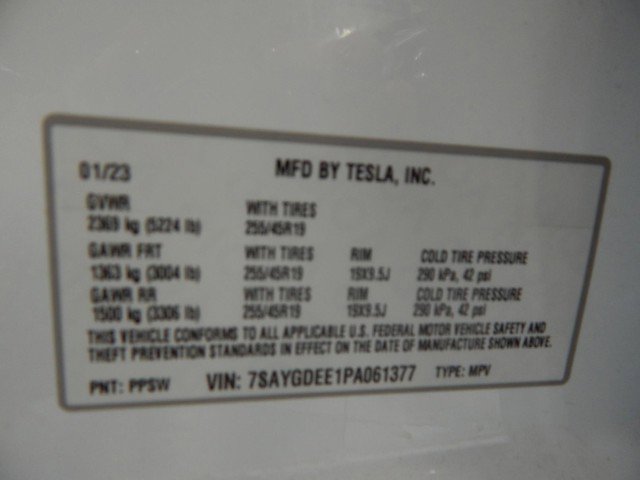 01/23 MFD BY TESLA, INC.
GVWR WITH TIRES
2369 kg (5224 lb) 255/45R19
GAWR FRT WITH TIRES RIM COLD TIRE PRESSURE
1363 kg (3004 lb) 255/45R19 19X9.5J 290 kPa, 42 psi
GAWR RR WITH TIRES RIM COLD TIRE PRESSURE
1500 kg (3306 lb) 255/45R19 19X9.5J 290 kPa, 42 psi
THIS VEHICLE CONFORMS TO ALL APPLICABLE U.S. FEDERAL MOTOR VEHICLE SAFETY AND
THEFT PREVENTION STANDARDS IN EFFECT ON THE DATE OF MANUFACTURE SHOWN ABOVE.
PNT: PPSW VIN: 7SAYGDEE1PA061377 TYPE: MPV